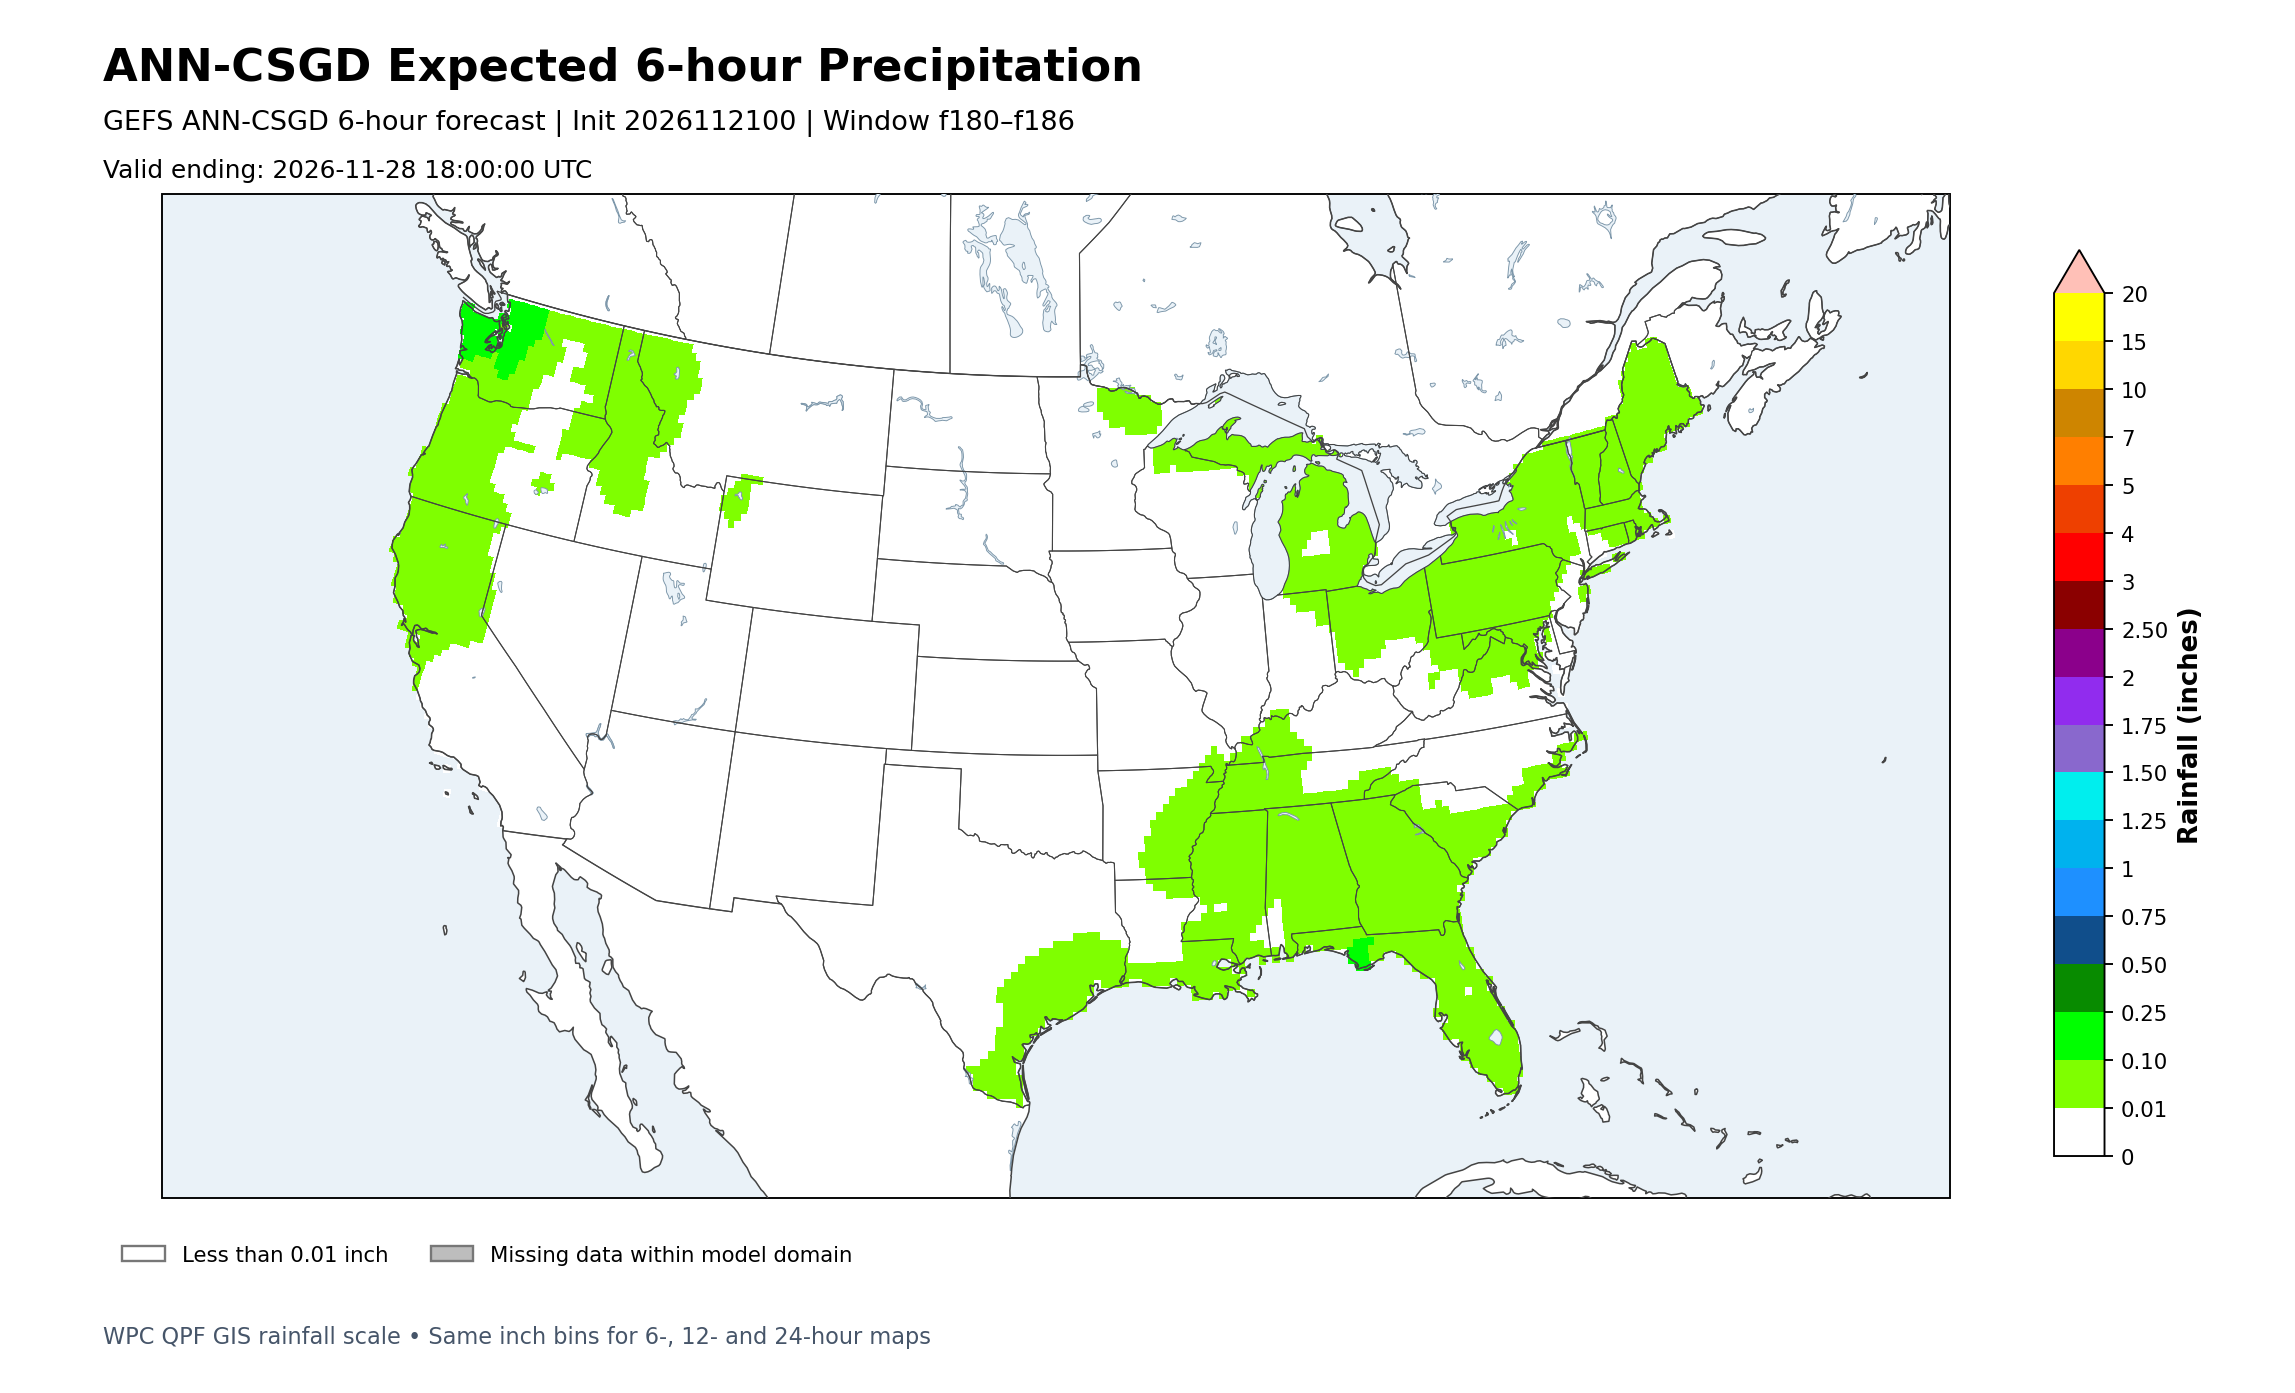 ANN-CSGD Expected 6-hour Precipitation
GEFS ANN-CSGD 6-hour forecast | Init 2026112100 | Window f180–f186
Valid ending: 2026-11-28 18:00:00 UTC
20
15
10
7
5
4
3
2.50
2
1.75
1.50
1.25
1
0.75
0.50
0.25
0.10
0.01
0
Rainfall (inches)
Less than 0.01 inch
Missing data within model domain
WPC QPF GIS rainfall scale • Same inch bins for 6-, 12- and 24-hour maps